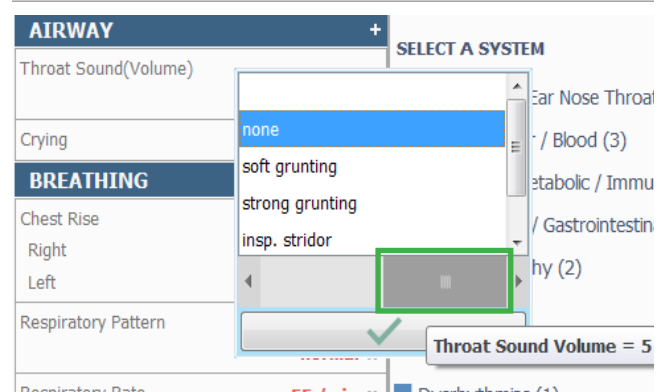 AIRWAY +
SELECT A SYSTEM
Throat Sound(Volume)
Ear Nose Throat
none
Crying
/ Blood (3)
soft grunting
BREATHING
etabolic / Immu
strong grunting
Chest Rise
/ Gastrointestin
insp. stridor
Right
hy (2)
Left
Respiratory Pattern
Throat Sound Volume = 5
Respiratory Rate